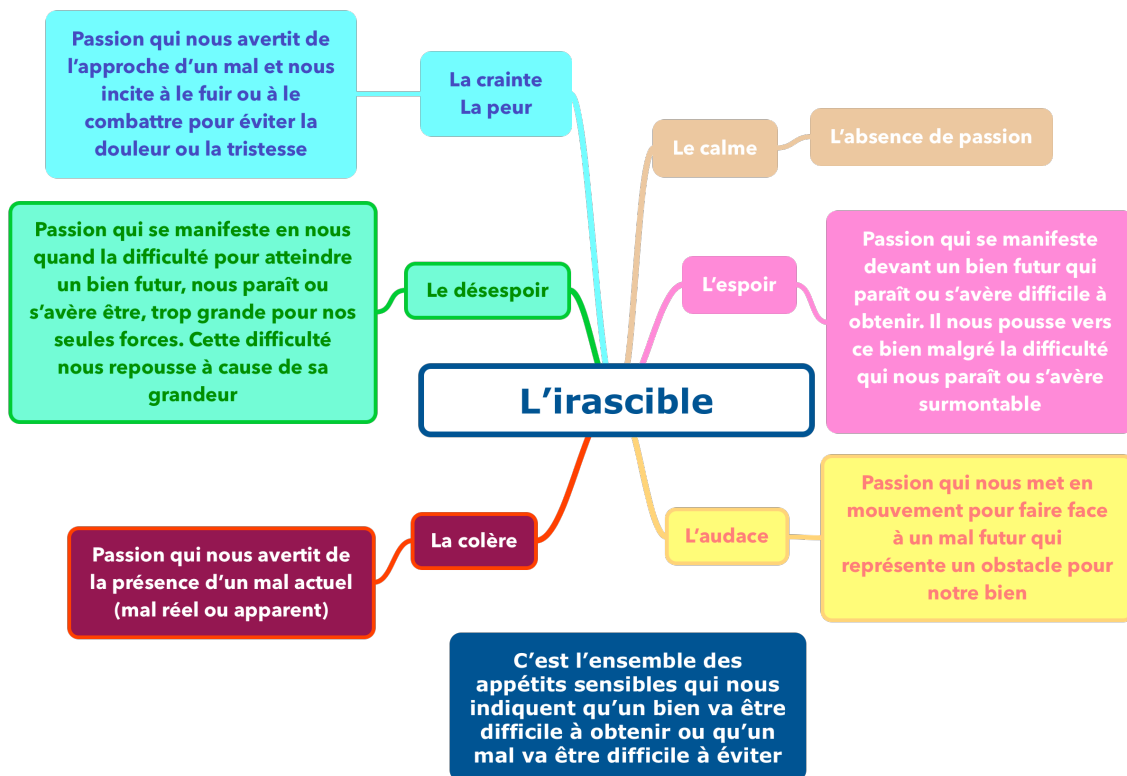 Passion qui nous avertit de
l’approche d’un mal et nous
incite à le fuir ou à le
combattre pour éviter la
douleur ou la tristesse
La crainte
La peur
Le calme
L’absence de passion
Passion qui se manifeste en nous
quand la difficulté pour atteindre
un bien futur, nous paraît ou
s’avère être, trop grande pour nos
seules forces. Cette difficulté
nous repousse à cause de sa
grandeur
Le désespoir
L’espoir
Passion qui se manifeste
devant un bien futur qui
paraît ou s’avère difficile à
obtenir. Il nous pousse vers
ce bien malgré la difficulté
qui nous paraît ou s’avère
surmontable
L’irascible
Passion qui nous avertit de
la présence d’un mal actuel
(mal réel ou apparent)
La colère
L’audace
Passion qui nous met en
mouvement pour faire face
à un mal futur qui
représente un obstacle pour
notre bien
C’est l’ensemble des
appétits sensibles qui nous
indiquent qu’un bien va être
difficile à obtenir ou qu’un
mal va être difficile à éviter